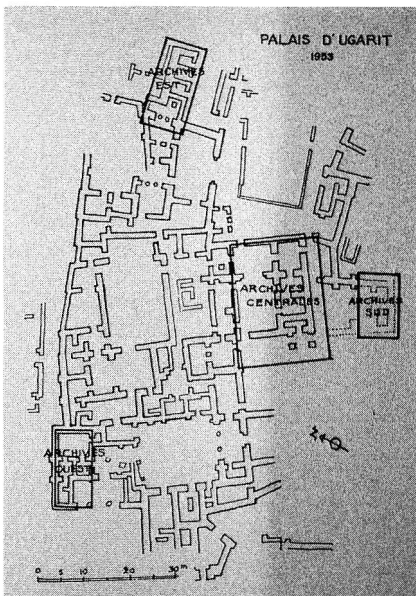 PALAIS D'UGARIT
1953
ARCHIVES
EST
ARCHIVES
CENTRALES
ARCHIVES
SUD
ARCHIVES
OUEST
N
0 5 10 20 30m